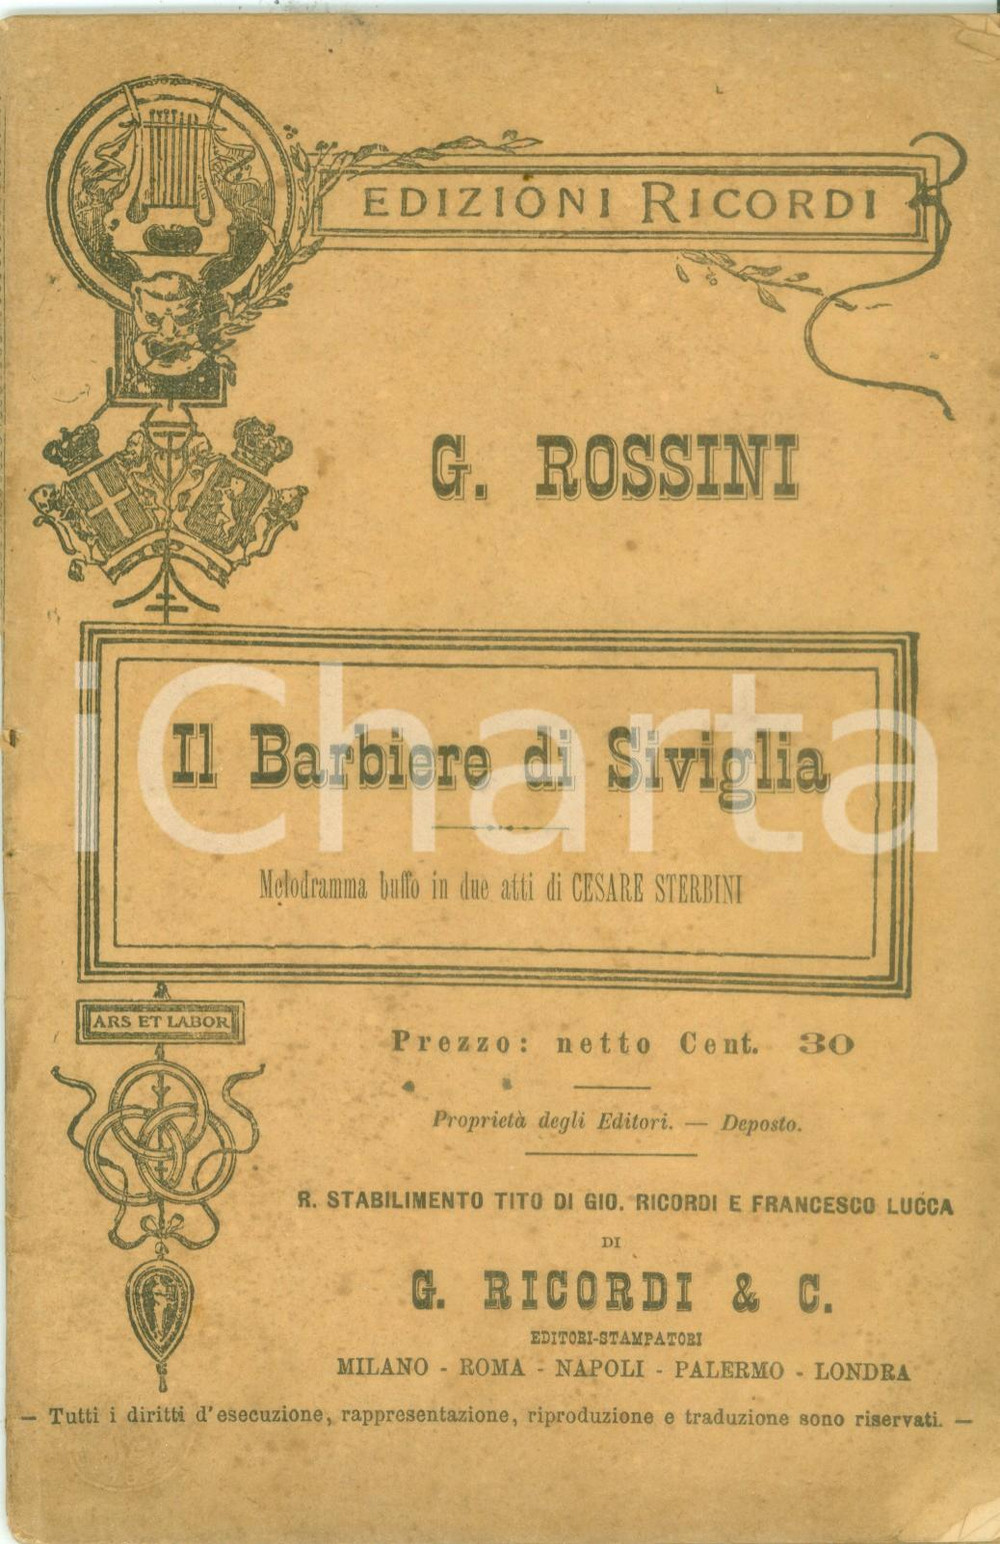 EDIZIONI RICORDI
G. ROSSINI
Il Barbiere di Siviglia
iCharta
Melodramma buffo in due atti di CESARE STERBINI
ARS ET LABOR
Prezzo: netto Cent. 30
Proprietà degli Editori. — Deposto.
R. STABILIMENTO TITO DI GIO. RICORDI E FRANCESCO LUCCA
DI
G. RICORDI & C.
EDITORI-STAMPATORI
MILANO - ROMA - NAPOLI - PALERMO - LONDRA
— Tutti i diritti d'esecuzione, rappresentazione, riproduzione e traduzione sono riservati. —